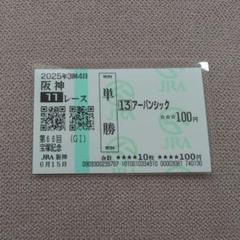 2025年3回4日
阪神
11レース
WIN
単勝
WIN
13アーバンシック
☆☆☆☆100円
第66回(GI)
宝塚記念
JRA阪神
6月15日
合計 ★★★★10枚 ★★★★100円
JRA